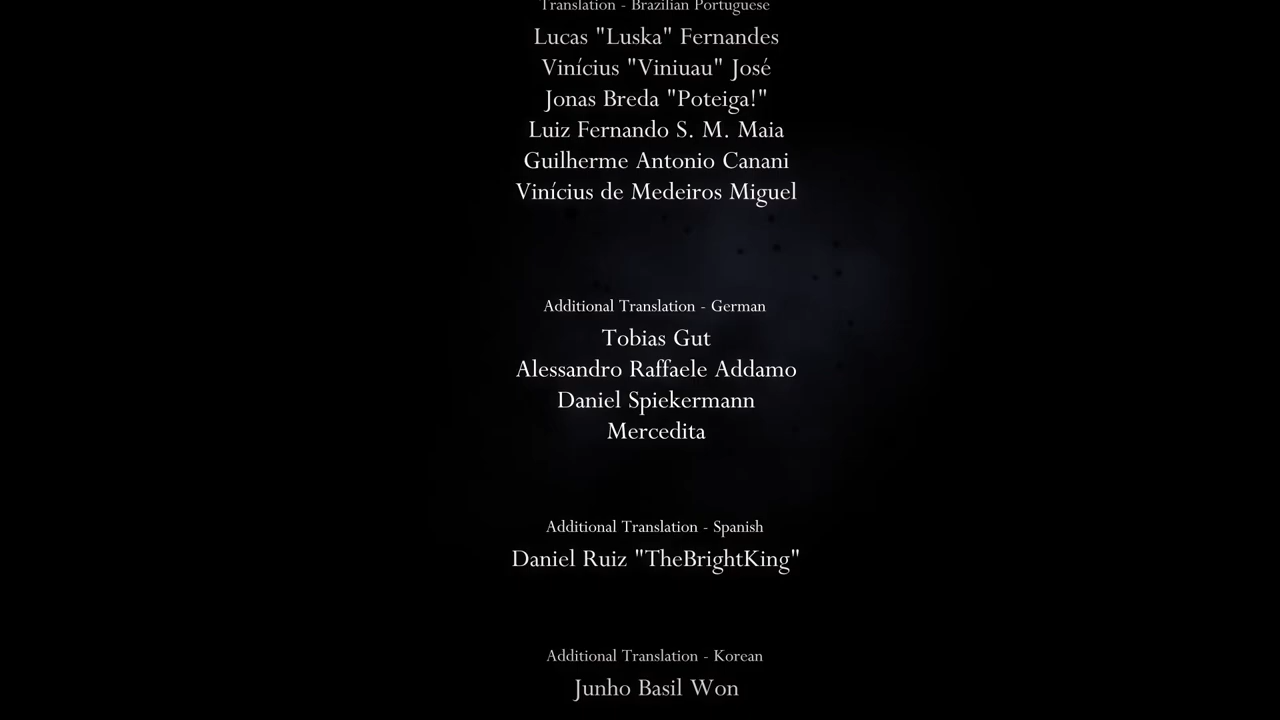 Translation - Brazilian Portuguese
Lucas "Luska" Fernandes
Vinícius "Viniuau" José
Jonas Breda "Poteiga!"
Luiz Fernando S. M. Maia
Guilherme Antonio Canani
Vinícius de Medeiros Miguel
Additional Translation - German
Tobias Gut
Alessandro Raffaele Addamo
Daniel Spiekermann
Mercedita
Additional Translation - Spanish
Daniel Ruiz "TheBrightKing"
Additional Translation - Korean
Junho Basil Won